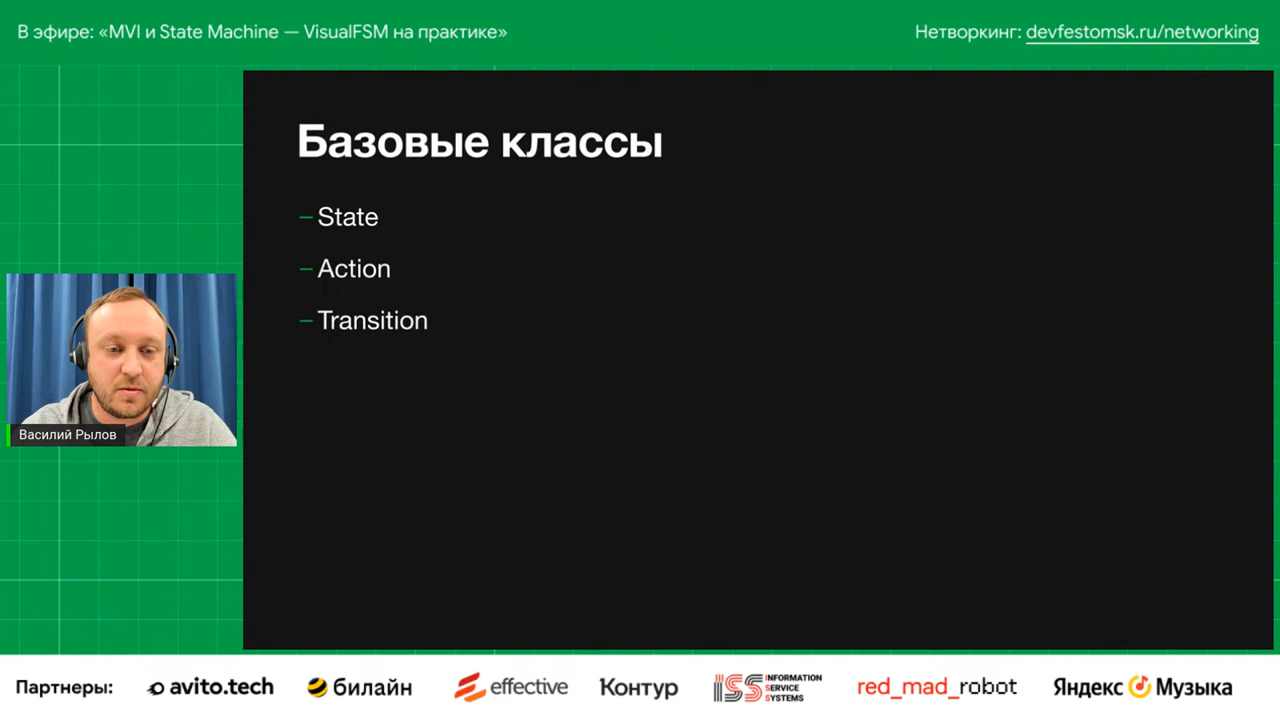 В эфире: «MVI и State Machine — VisualFSM на практике»
Нетворкинг: devfestomsk.ru/networking
Базовые классы
– State
– Action
– Transition
Василий Рылов
Партнеры:
avito.tech
билайн
effective
Контур
ISS INFORMATION SERVICE SYSTEMS
red_mad_robot
Яндекс Музыка